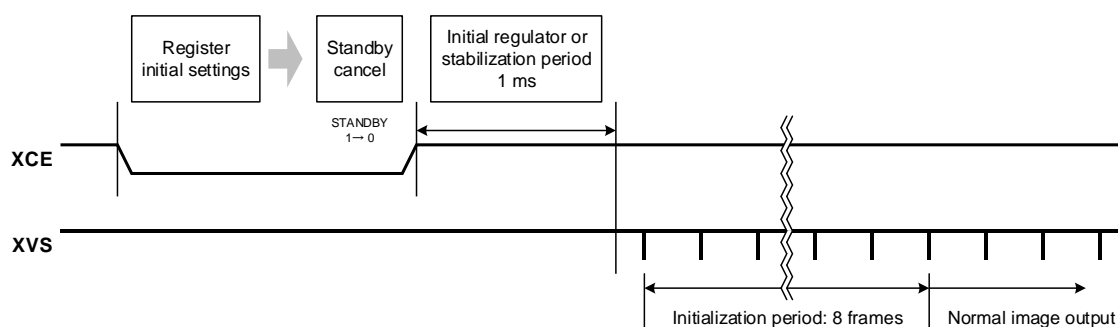 Register
initial settings
Standby
cancel
Initial regulator or
stabilization period
1 ms
STANDBY
1→ 0
XCE
XVS
Initialization period: 8 frames
Normal image output